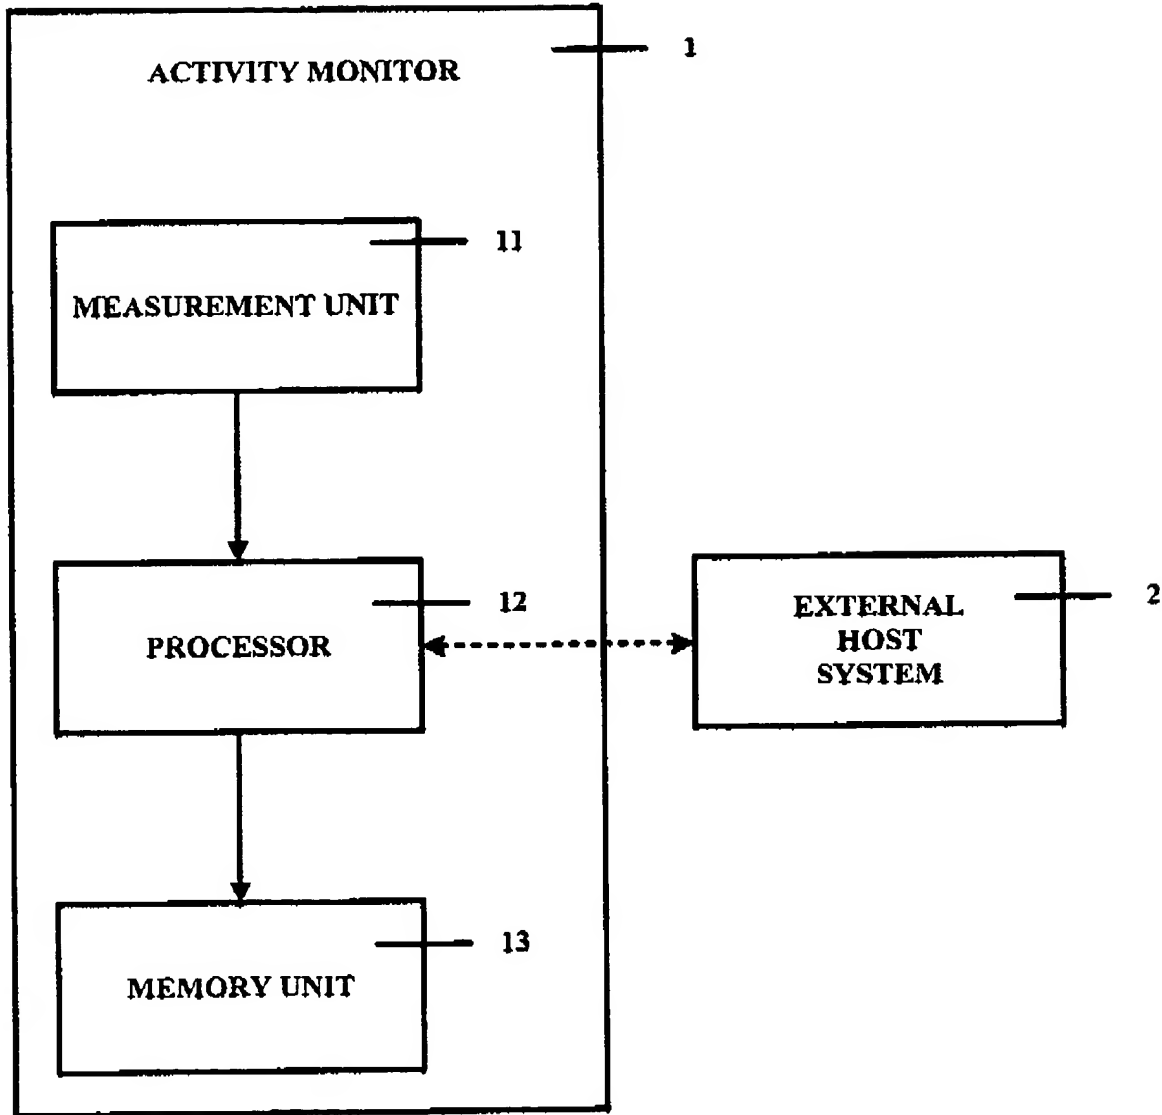 ACTIVITY MONITOR
1
11
MEASUREMENT UNIT
12
PROCESSOR
EXTERNAL
HOST
SYSTEM
2
13
MEMORY UNIT